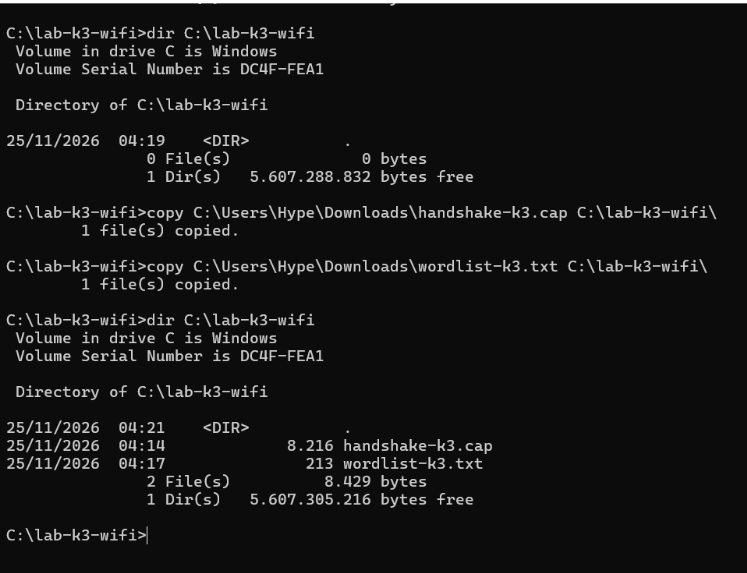 C:\lab-k3-wifi>dir C:\lab-k3-wifi
 Volume in drive C is Windows
 Volume Serial Number is DC4F-FEA1

 Directory of C:\lab-k3-wifi

25/11/2026  04:19    <DIR>          .
               0 File(s)              0 bytes
               1 Dir(s)   5.607.288.832 bytes free

C:\lab-k3-wifi>copy C:\Users\Hype\Downloads\handshake-k3.cap C:\lab-k3-wifi\
        1 file(s) copied.

C:\lab-k3-wifi>copy C:\Users\Hype\Downloads\wordlist-k3.txt C:\lab-k3-wifi\
        1 file(s) copied.

C:\lab-k3-wifi>dir C:\lab-k3-wifi
 Volume in drive C is Windows
 Volume Serial Number is DC4F-FEA1

 Directory of C:\lab-k3-wifi

25/11/2026  04:21    <DIR>          .
25/11/2026  04:14             8.216 handshake-k3.cap
25/11/2026  04:17               213 wordlist-k3.txt
               2 File(s)          8.429 bytes
               1 Dir(s)   5.607.305.216 bytes free

C:\lab-k3-wifi>